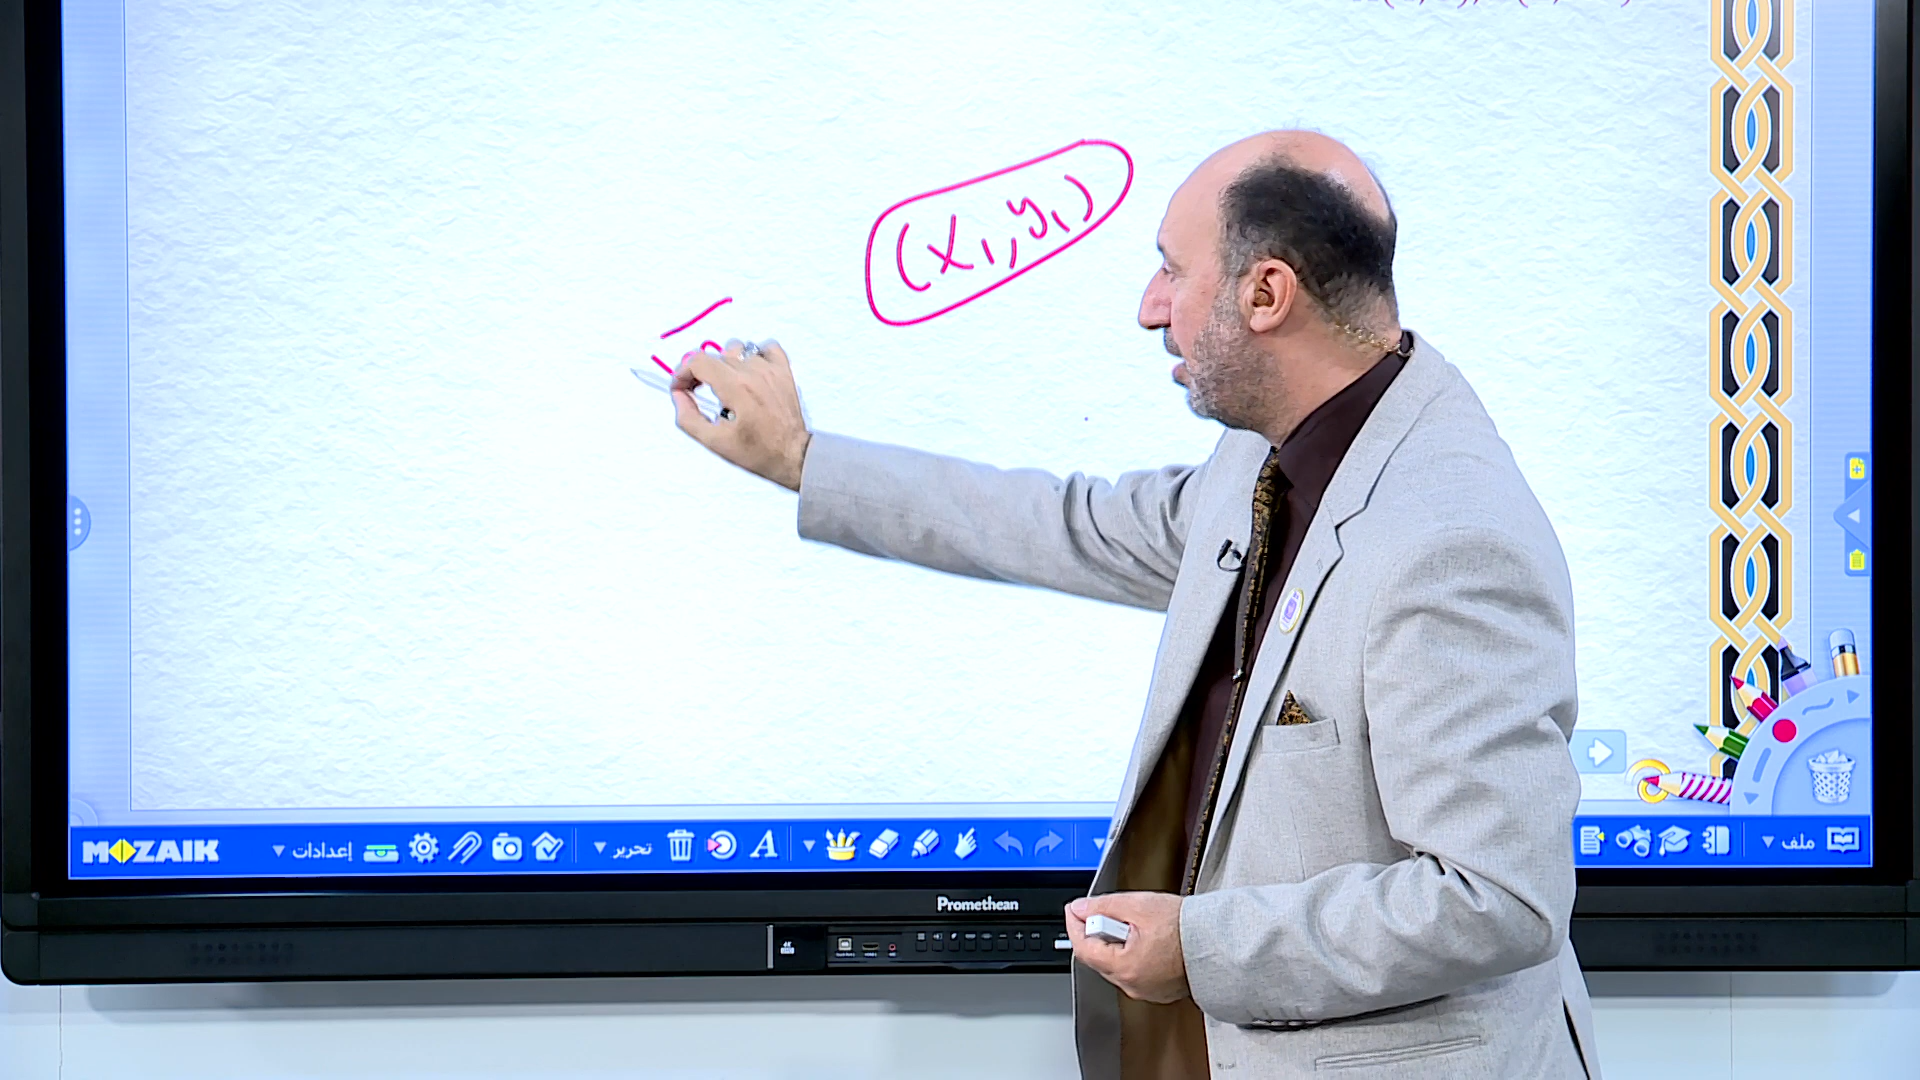 (x₁, y₁)
MOZAIK
إعدادات
تحرير
A
ملف
Promethean